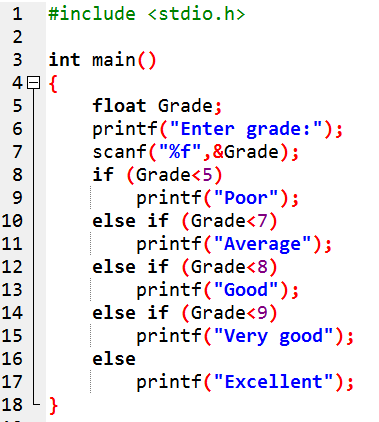 1 #include <stdio.h>
2
3 int main()
4 {
5 float Grade;
6 printf("Enter grade:");
7 scanf("%f",&Grade);
8 if (Grade<5)
9 printf("Poor");
10 else if (Grade<7)
11 printf("Average");
12 else if (Grade<8)
13 printf("Good");
14 else if (Grade<9)
15 printf("Very good");
16 else
17 printf("Excellent");
18 }